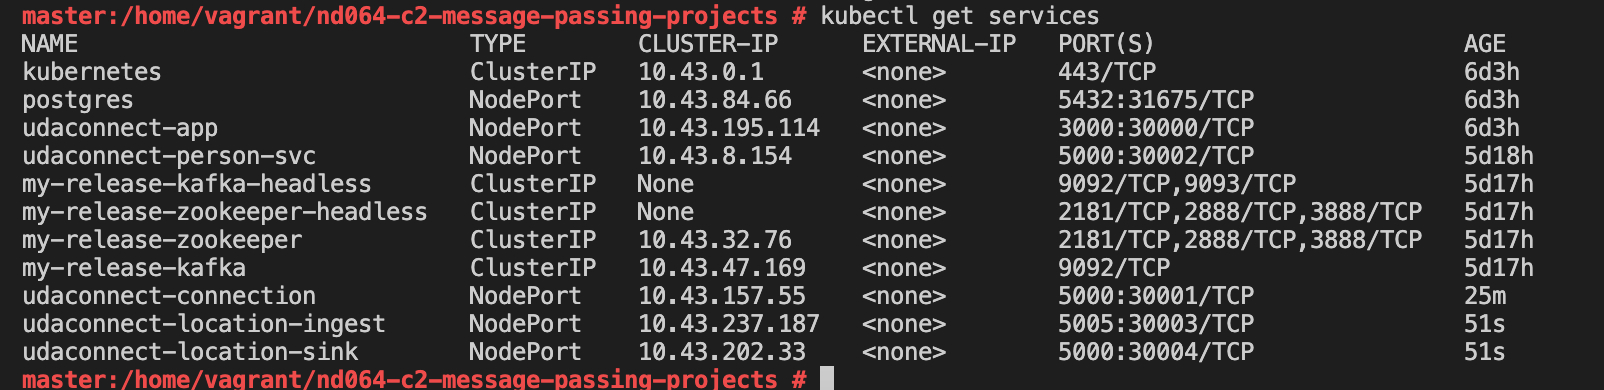 master:/home/vagrant/nd064-c2-message-passing-projects # kubectl get services
NAME TYPE CLUSTER-IP EXTERNAL-IP PORT(S) AGE
kubernetes ClusterIP 10.43.0.1 <none> 443/TCP 6d3h
postgres NodePort 10.43.84.66 <none> 5432:31675/TCP 6d3h
udaconnect-app NodePort 10.43.195.114 <none> 3000:30000/TCP 6d3h
udaconnect-person-svc NodePort 10.43.8.154 <none> 5000:30002/TCP 5d18h
my-release-kafka-headless ClusterIP None <none> 9092/TCP,9093/TCP 5d17h
my-release-zookeeper-headless ClusterIP None <none> 2181/TCP,2888/TCP,3888/TCP 5d17h
my-release-zookeeper ClusterIP 10.43.32.76 <none> 2181/TCP,2888/TCP,3888/TCP 5d17h
my-release-kafka ClusterIP 10.43.47.169 <none> 9092/TCP 5d17h
udaconnect-connection NodePort 10.43.157.55 <none> 5000:30001/TCP 25m
udaconnect-location-ingest NodePort 10.43.237.187 <none> 5005:30003/TCP 51s
udaconnect-location-sink NodePort 10.43.202.33 <none> 5000:30004/TCP 51s
master:/home/vagrant/nd064-c2-message-passing-projects #